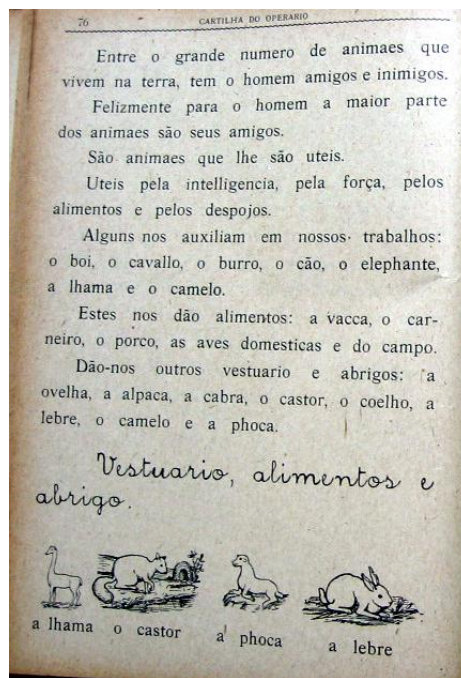 76
CARTILHA DO OPERARIO
Entre o grande numero de animaes que
vivem na terra, tem o homem amigos e inimigos.
Felizmente para o homem a maior parte
dos animaes são seus amigos.
São animaes que lhe são uteis.
Uteis pela intelligencia, pela força, pelos
alimentos e pelos despojos.
Alguns nos auxiliam em nossos trabalhos:
o boi, o cavallo, o burro, o cão, o elephante,
a lhama e o camelo.
Estes nos dão alimentos: a vacca, o car-
neiro, o porco, as aves domesticas e do campo.
Dão-nos outros vestuario e abrigos: a
ovelha, a alpaca, a cabra, o castor, o coelho, a
lebre, o camelo e a phoca.
Vestuario, alimentos e
abrigo.
a lhama o castor a phoca a lebre